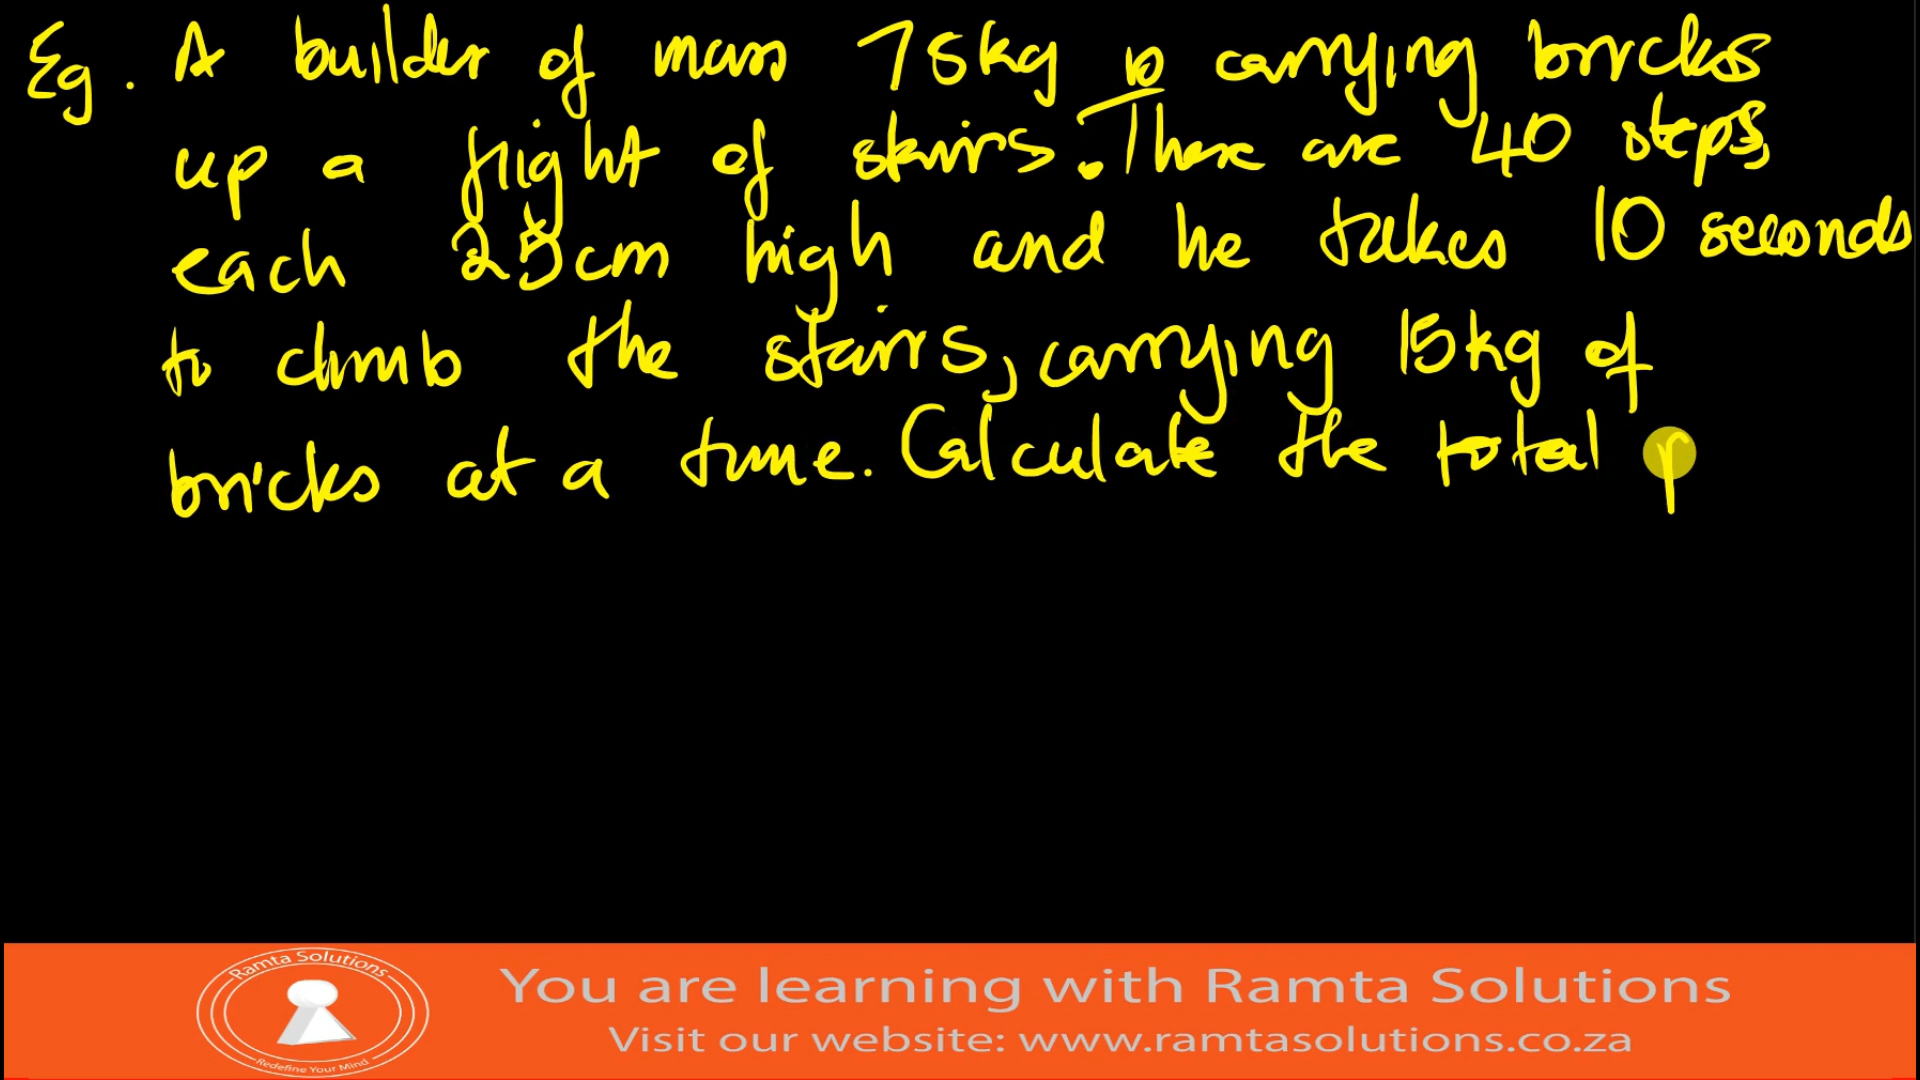 Eg. A builder of mass 75kg is carrying bricks
up a flight of stairs. There are 40 steps,
each 25cm high and he takes 10 seconds
to climb the stairs, carrying 15kg of
bricks at a time. Calculate the total p
Ramta Solutions
Redefine Your Mind
You are learning with Ramta Solutions
Visit our website: www.ramtasolutions.co.za